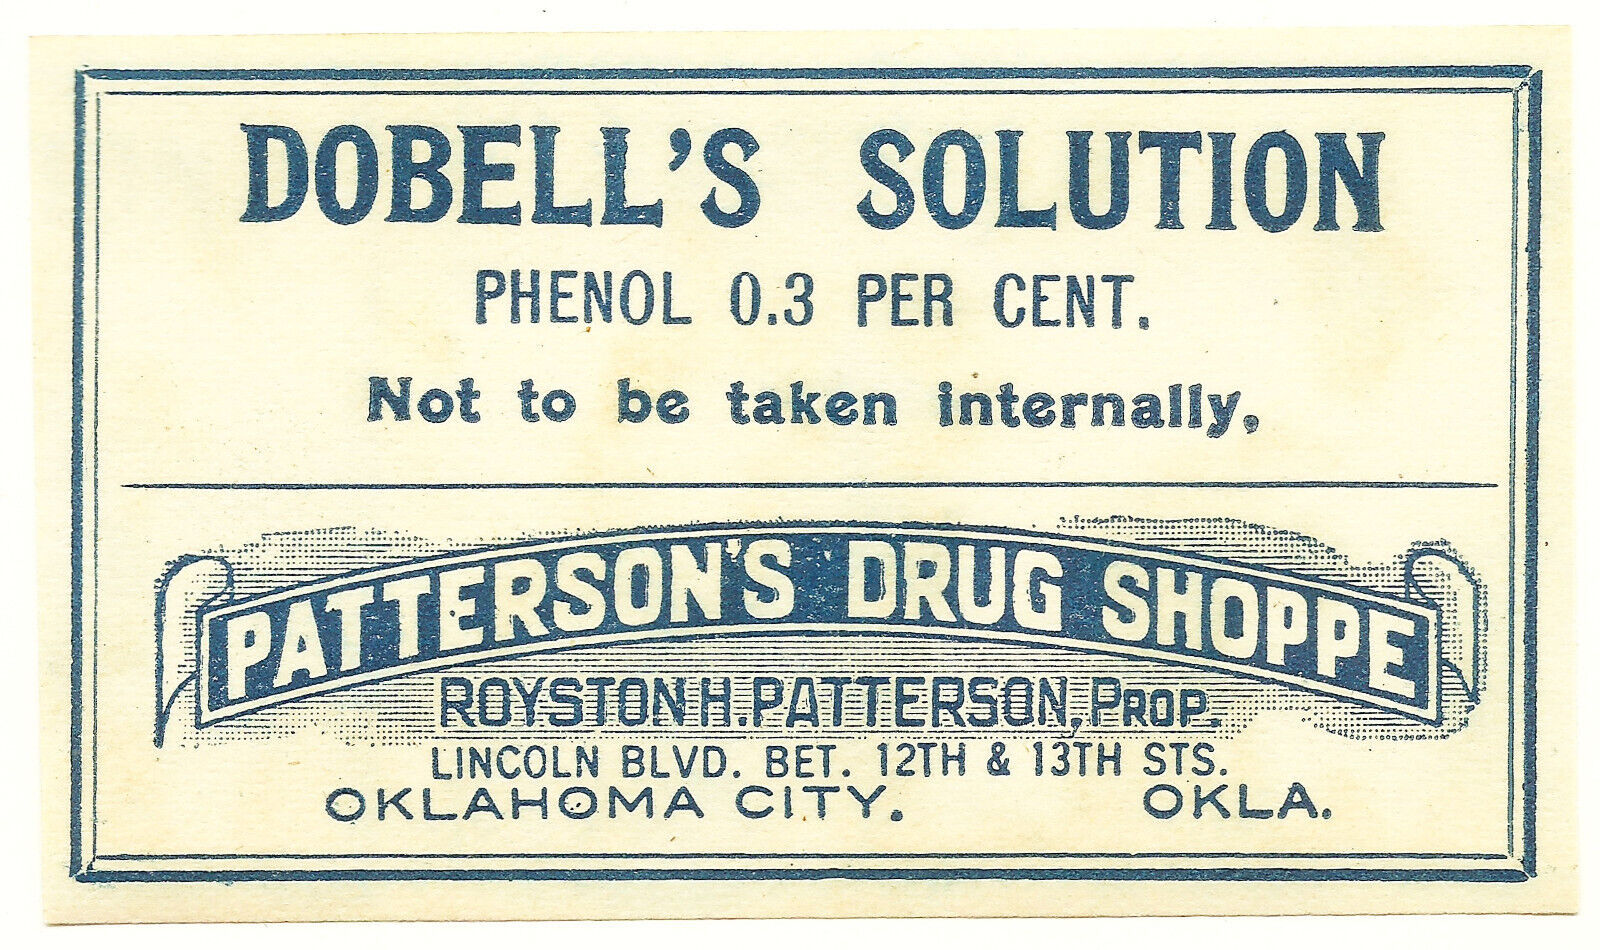 DOBELL'S SOLUTION
PHENOL 0.3 PER CENT.
Not to be taken internally,
PATTERSON'S DRUG SHOPPE
ROYSTON H. PATTERSON, PROP.
LINCOLN BLVD. BET. 12TH & 13TH STS.
OKLAHOMA CITY. OKLA.